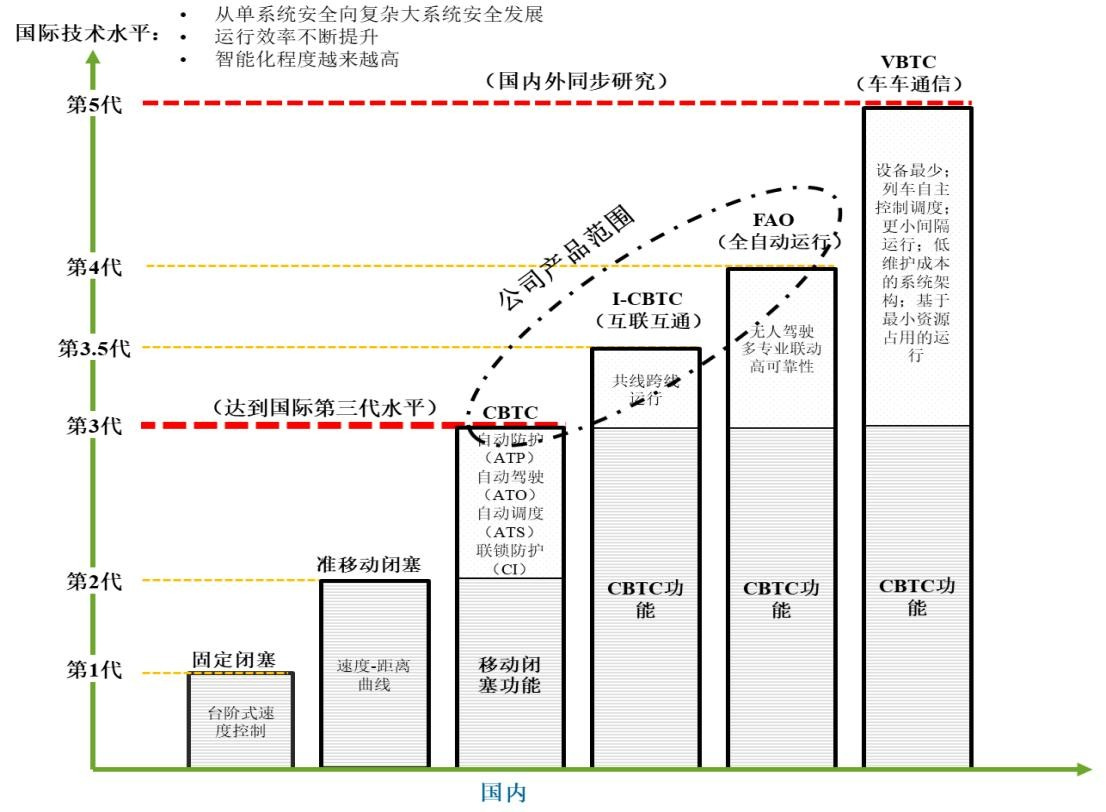 国际技术水平：
• 从单系统安全向复杂大系统安全发展
• 运行效率不断提升
• 智能化程度越来越高
第5代
（国内外同步研究）
VBTC
（车车通信）
设备最少；
列车自主
控制调度；
更小间隔
运行；低
维护成本
的系统架
构；基于
最小资源
占用的运
行
CBTC功
能
第4代
公司产品范围
FAO
（全自动运行）
无人驾驶
多专业联动
高可靠性
CBTC功
能
第3.5代
I-CBTC
（互联互通）
共线跨线
运行
CBTC功
能
第3代
（达到国际第三代水平）
CBTC
自动防护
（ATP）
自动驾驶
（ATO）
自动调度
（ATS）
联锁防护
（CI）
移动闭
塞功能
第2代
准移动闭塞
速度-距离
曲线
第1代
固定闭塞
台阶式速
度控制
国内